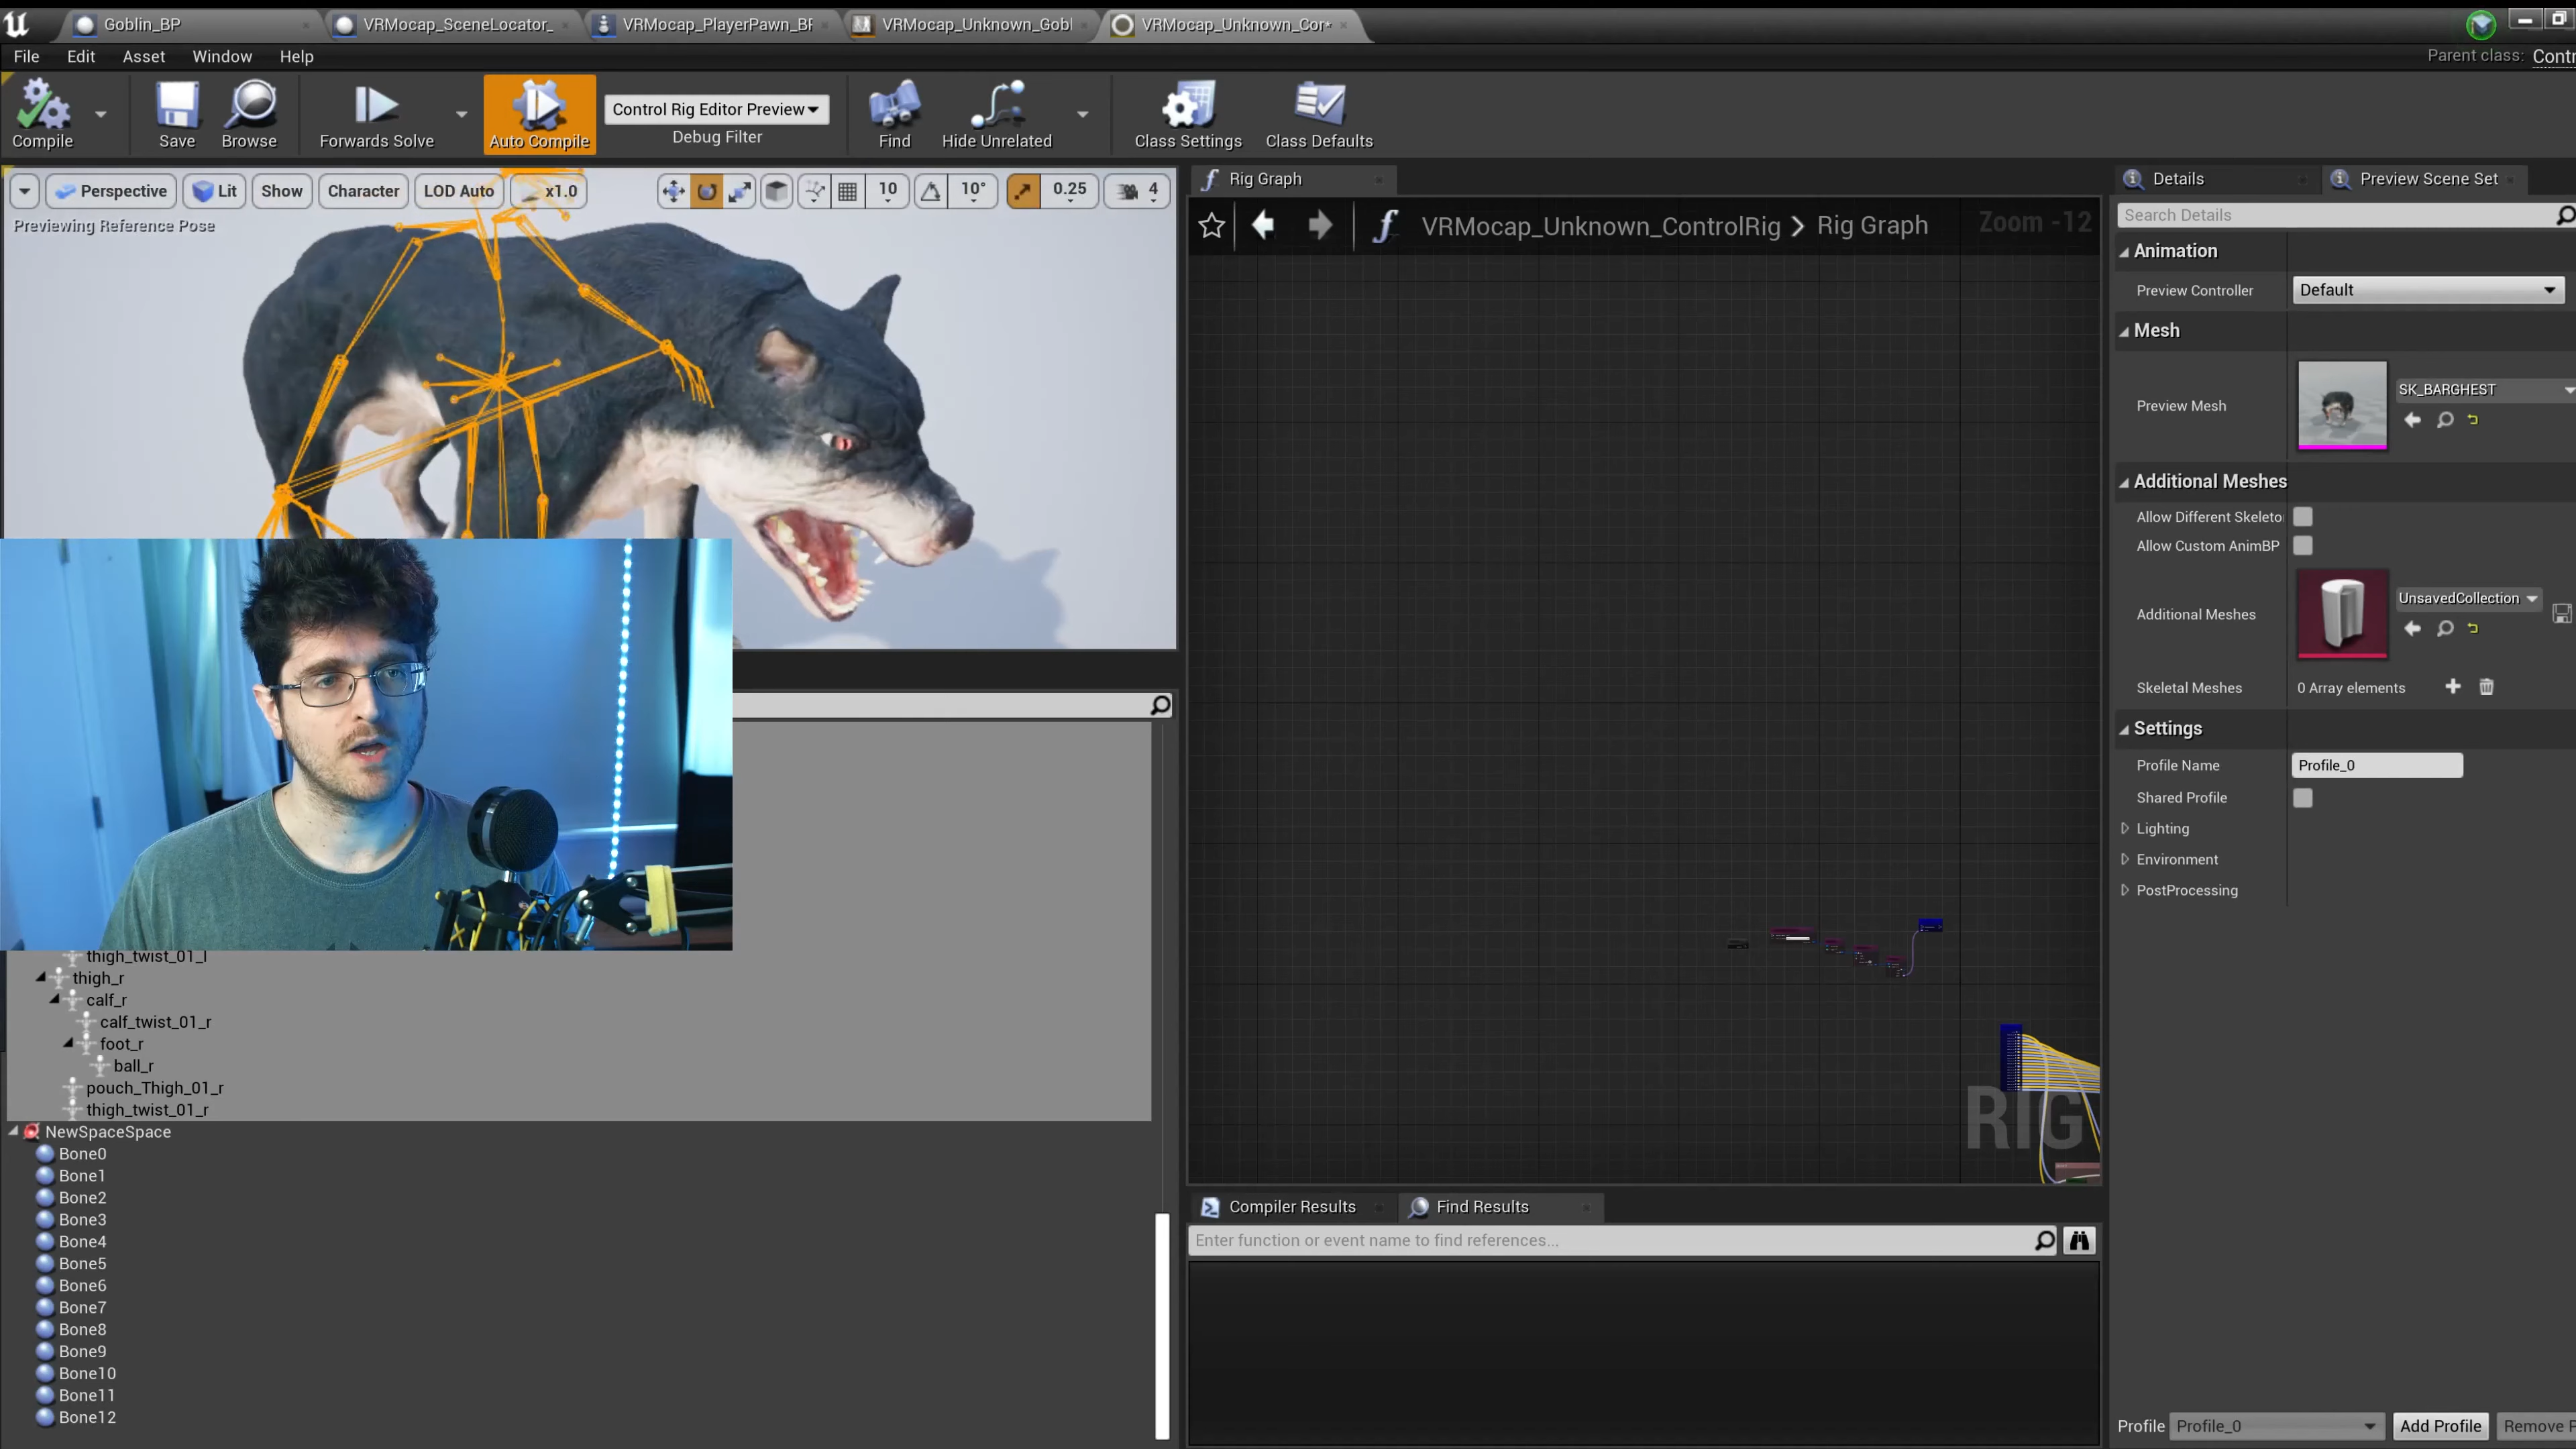 Goblin_BP
VRMocap_SceneLocator_
VRMocap_PlayerPawn_BF
VRMocap_Unknown_Gobl
VRMocap_Unknown_Cor*
File Edit Asset Window Help
Parent class: Contr
Compile
Save
Browse
Forwards Solve
Auto Compile
Control Rig Editor Preview
Debug Filter
Find
Hide Unrelated
Class Settings
Class Defaults
Perspective
Lit
Show
Character
LOD Auto
x1.0
10
10°
0.25
4
Previewing Reference Pose
Rig Graph
VRMocap_Unknown_ControlRig > Rig Graph
Zoom -12
RIG
thigh_twist_01_l
thigh_r
calf_r
calf_twist_01_r
foot_r
ball_r
pouch_Thigh_01_r
thigh_twist_01_r
NewSpaceSpace
Bone0
Bone1
Bone2
Bone3
Bone4
Bone5
Bone6
Bone7
Bone8
Bone9
Bone10
Bone11
Bone12
Compiler Results
Find Results
Enter function or event name to find references...
Details
Preview Scene Set
Search Details
Animation
Preview Controller
Default
Mesh
Preview Mesh
SK_BARGHEST
Additional Meshes
Allow Different Skeleto
Allow Custom AnimBP
Additional Meshes
UnsavedCollection
Skeletal Meshes
0 Array elements
Settings
Profile Name
Profile_0
Shared Profile
Lighting
Environment
PostProcessing
Profile
Profile_0
Add Profile
Remove P